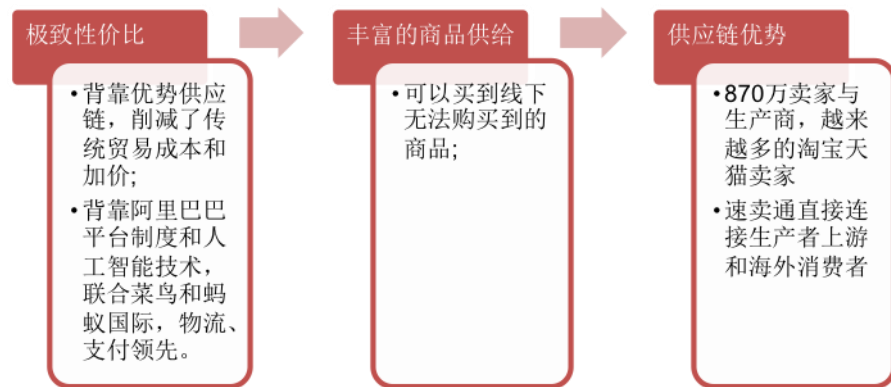 极致性价比
•背靠优势供应
链，削减了传
统贸易成本和
加价;
•背靠阿里巴巴
平台制度和人
工智能技术，
联合菜鸟和蚂
蚁国际，物流、
支付领先。
丰富的商品供给
•可以买到线下
无法购买到的
商品;
供应链优势
•870万卖家与
生产商，越来
越多的淘宝天
猫卖家
•速卖通直接连
接生产者上游
和海外消费者